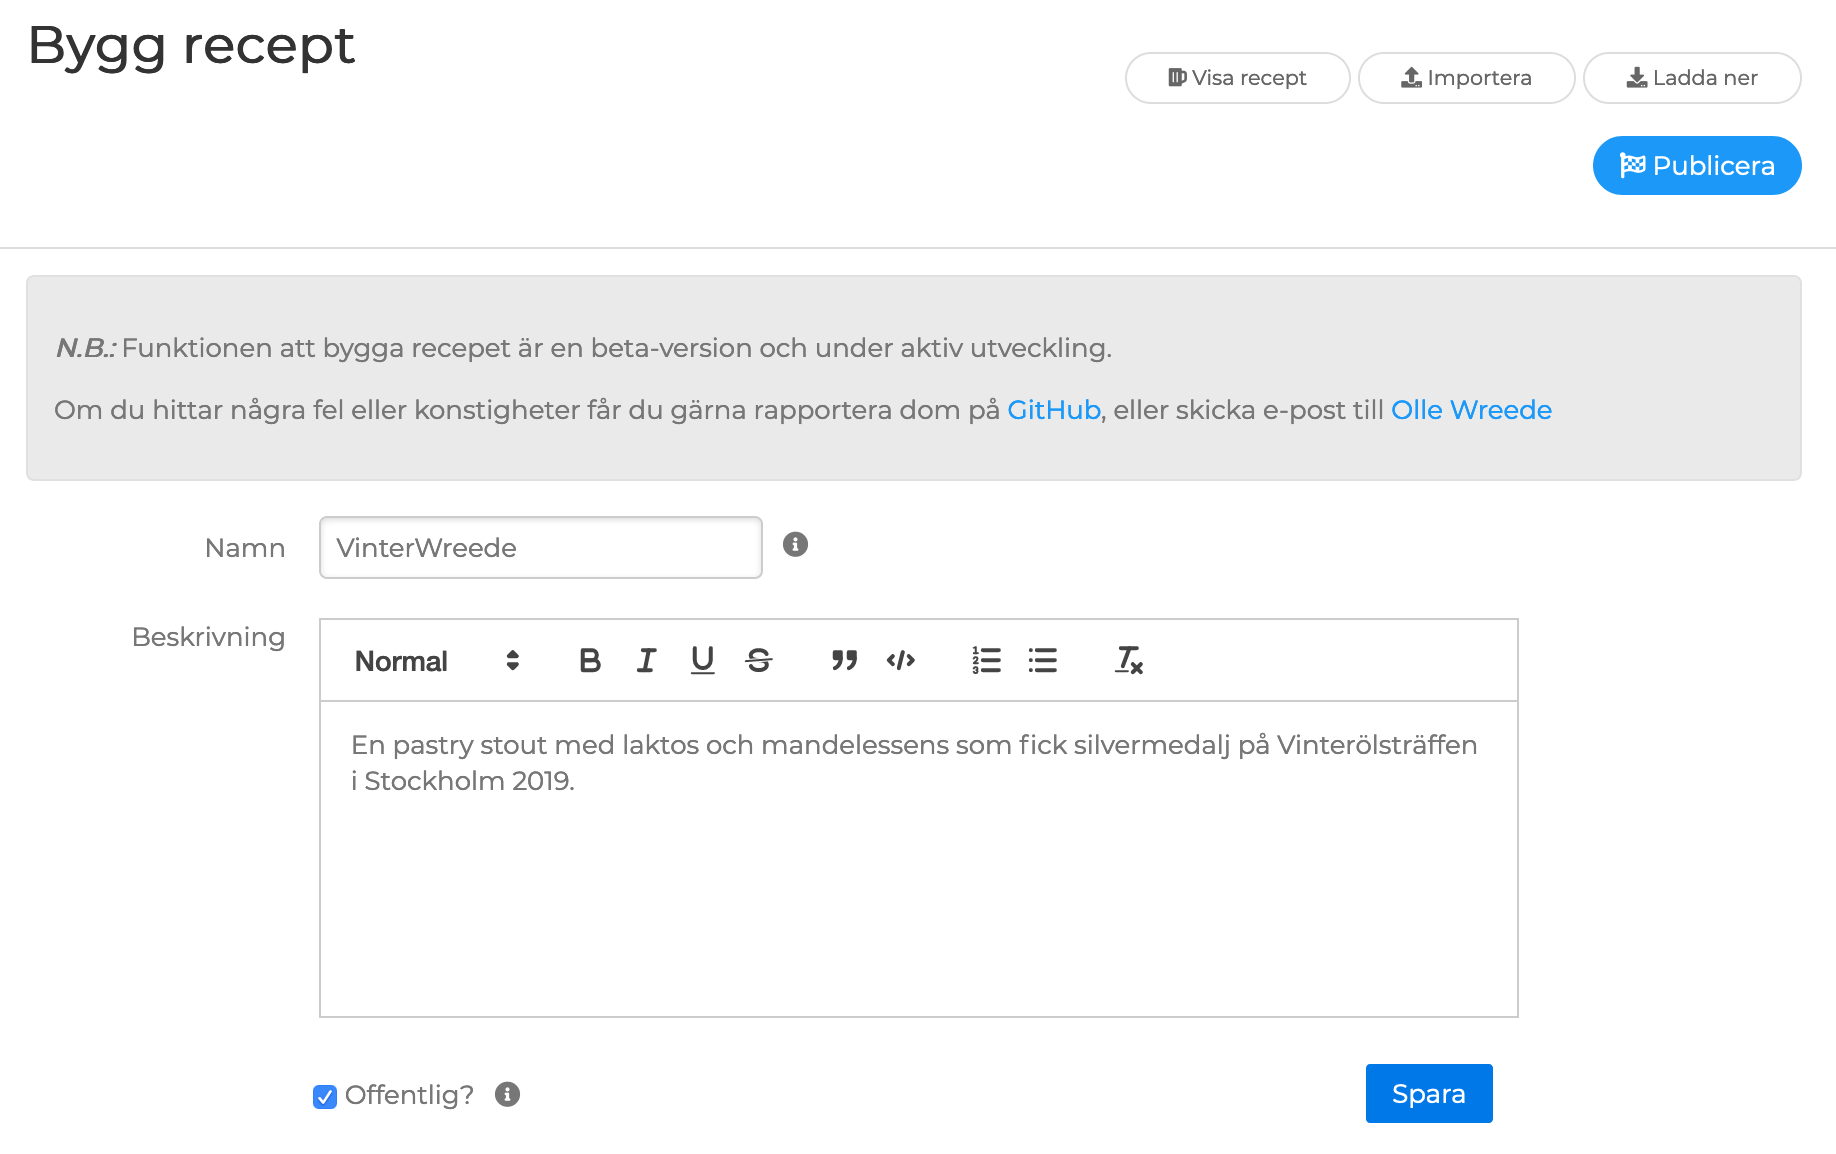 Bygg recept
Visa recept
Importera
Ladda ner
Publicera
N.B.: Funktionen att bygga recepet är en beta-version och under aktiv utveckling.
Om du hittar några fel eller konstigheter får du gärna rapportera dom på GitHub, eller skicka e-post till Olle Wreede
Namn
VinterWreede
Beskrivning
Normal
En pastry stout med laktos och mandelessens som fick silvermedalj på Vinterölsträffen
i Stockholm 2019.
Offentlig?
Spara